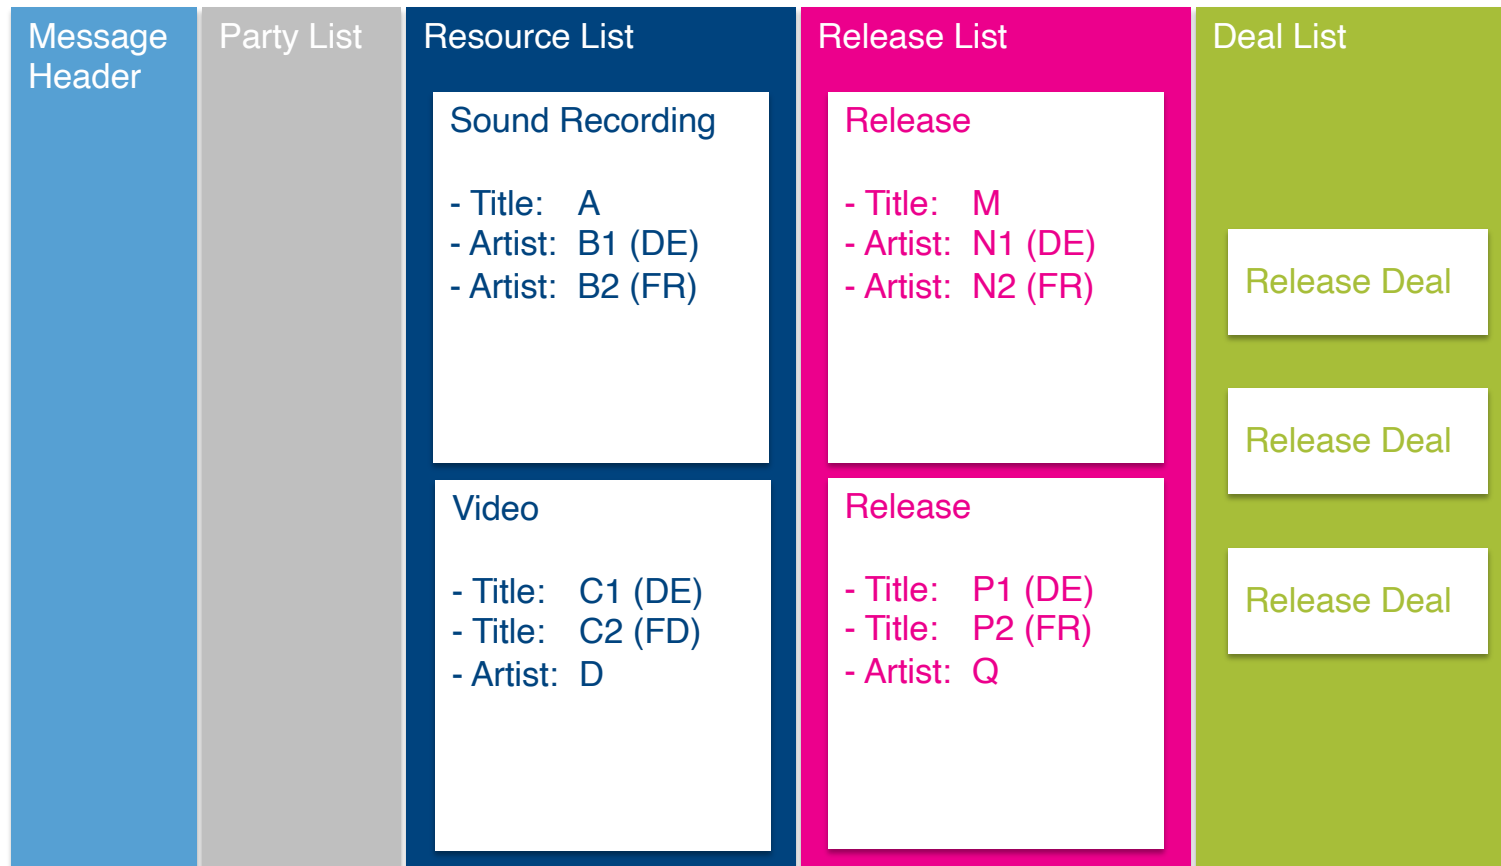 Message
Header
Party List
Resource List
Sound Recording
- Title: A
- Artist: B1 (DE)
- Artist: B2 (FR)
Video
- Title: C1 (DE)
- Title: C2 (FD)
- Artist: D
Release List
Release
- Title: M
- Artist: N1 (DE)
- Artist: N2 (FR)
Release
- Title: P1 (DE)
- Title: P2 (FR)
- Artist: Q
Deal List
Release Deal
Release Deal
Release Deal